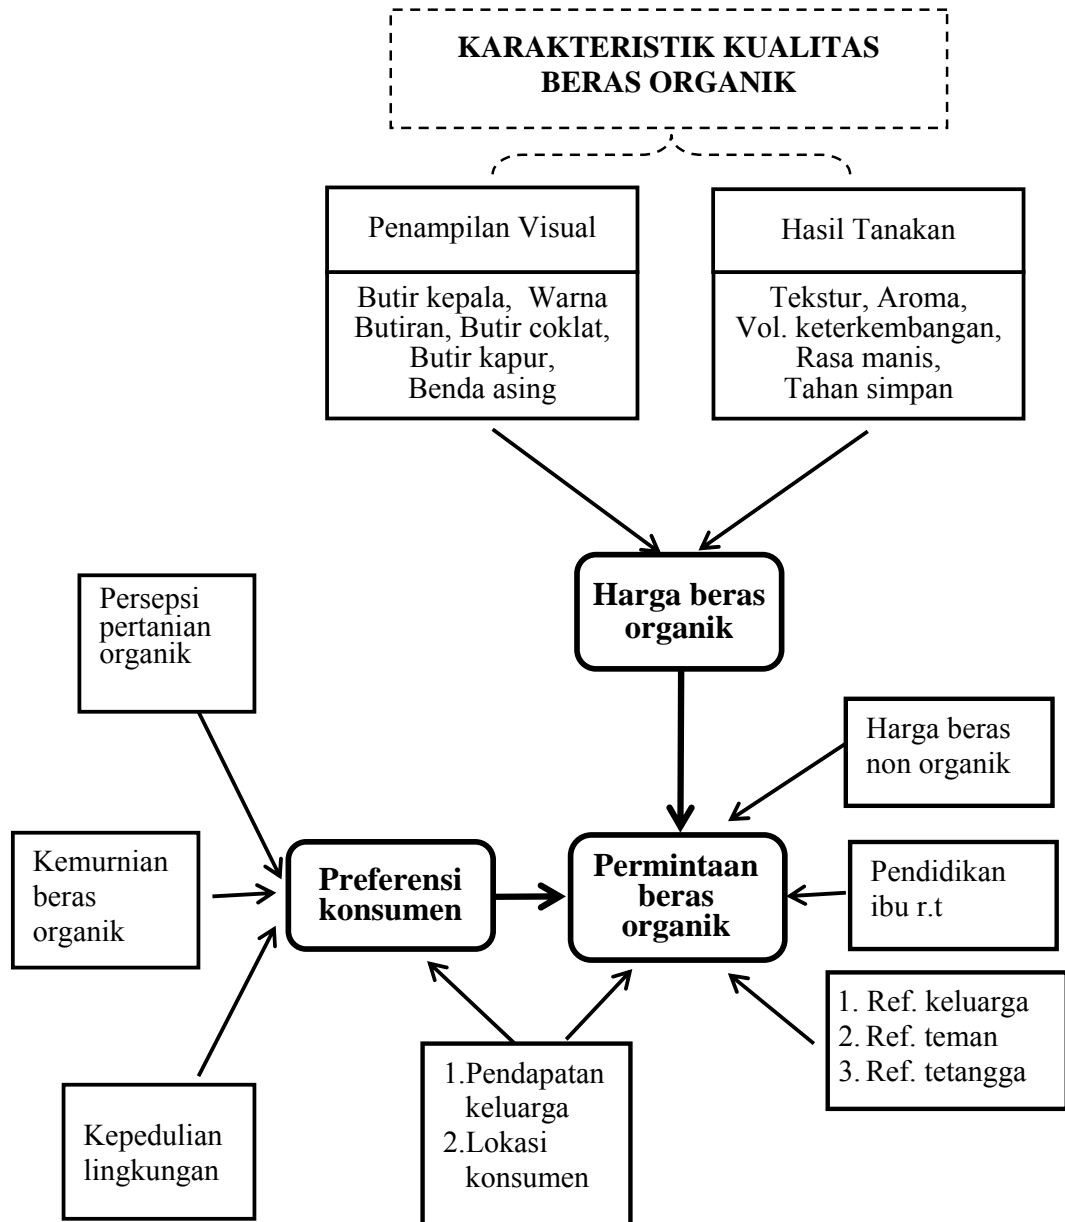 KARAKTERISTIK KUALITAS
BERAS ORGANIK
Penampilan Visual
Butir kepala, Warna
Butiran, Butir coklat,
Butir kapur,
Benda asing
Hasil Tanakan
Tekstur, Aroma,
Vol. keterkembangan,
Rasa manis,
Tahan simpan
Harga beras
organik
Persepsi
pertanian
organik
Harga beras
non organik
Kemurnian
beras
organik
Preferensi
konsumen
Permintaan
beras
organik
Pendidikan
ibu r.t
1. Ref. keluarga
2. Ref. teman
3. Ref. tetangga
1.Pendapatan
keluarga
2.Lokasi
konsumen
Kepedulian
lingkungan